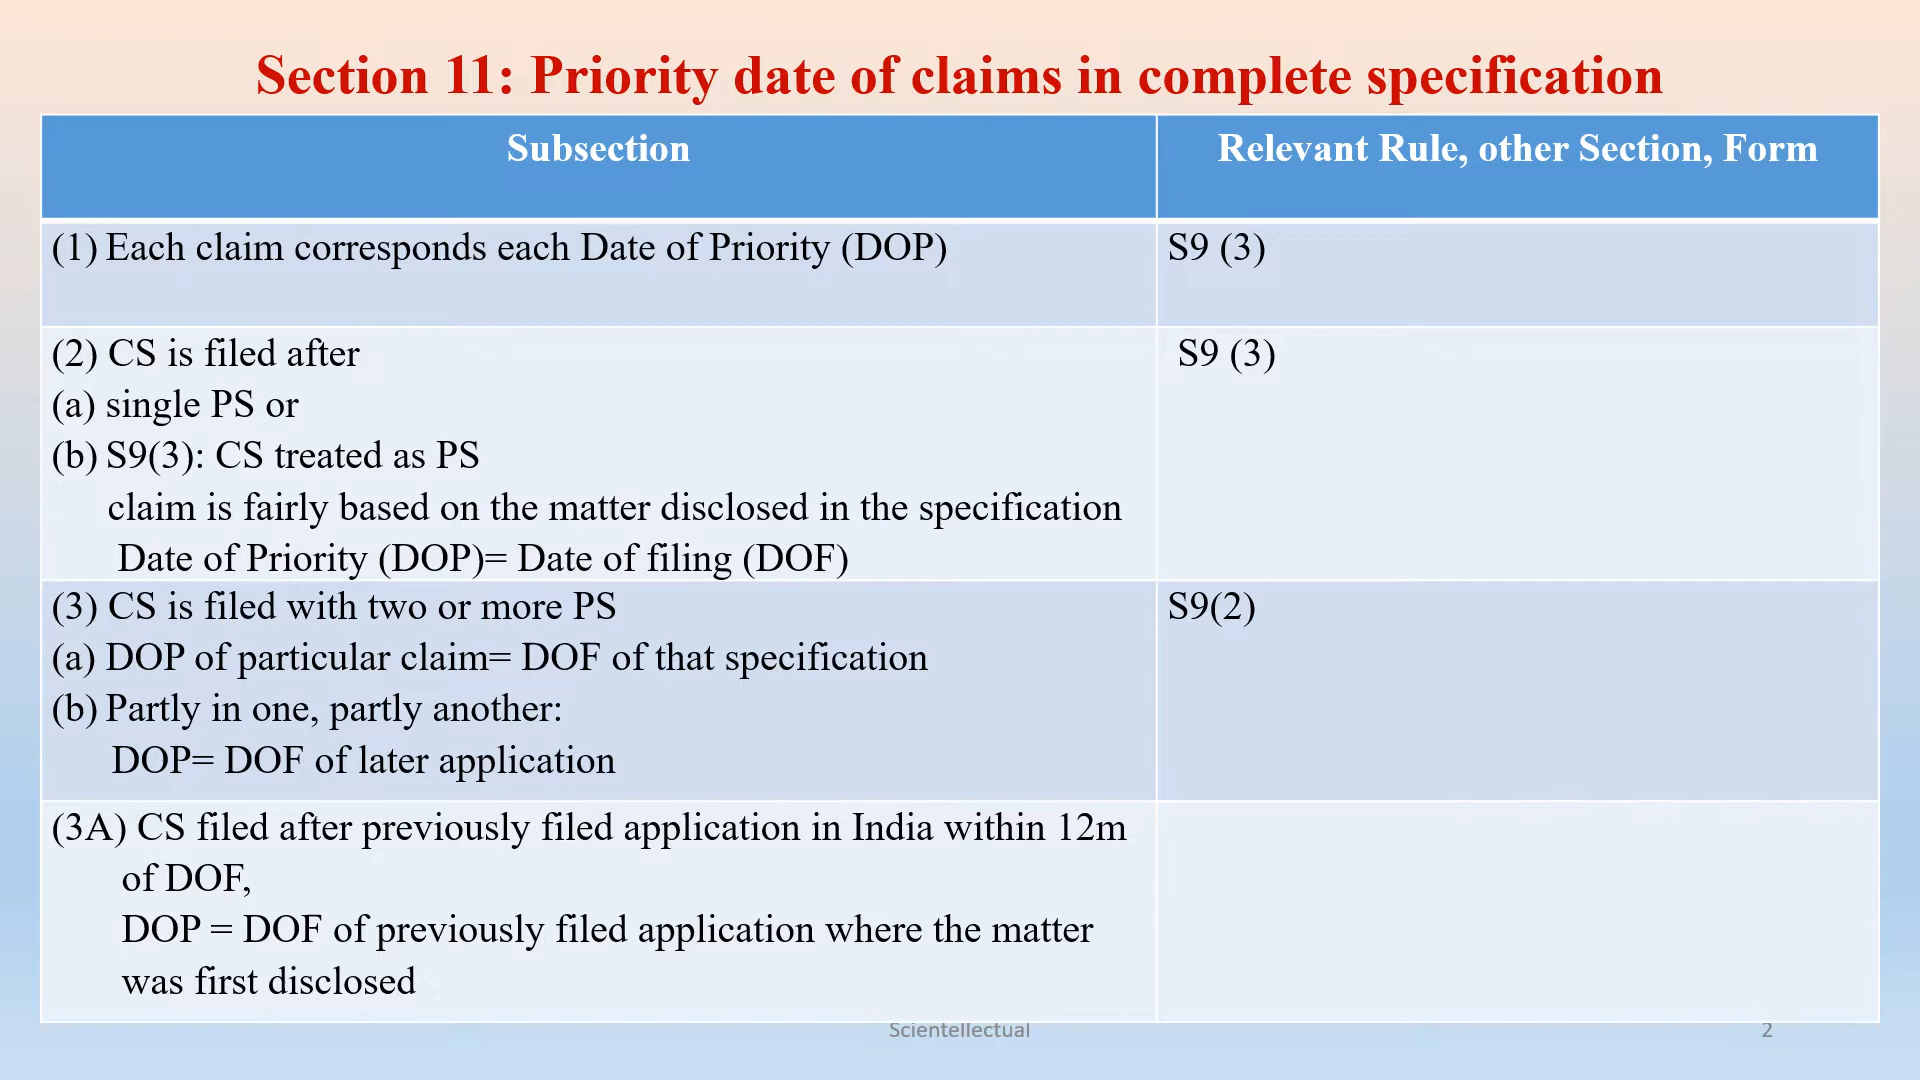 Section 11: Priority date of claims in complete specification
Subsection
Relevant Rule, other Section, Form
(1) Each claim corresponds each Date of Priority (DOP)
S9 (3)
(2) CS is filed after
(a) single PS or
(b) S9(3): CS treated as PS
claim is fairly based on the matter disclosed in the specification
Date of Priority (DOP)= Date of filing (DOF)
S9 (3)
(3) CS is filed with two or more PS
(a) DOP of particular claim= DOF of that specification
(b) Partly in one, partly another:
DOP= DOF of later application
S9(2)
(3A) CS filed after previously filed application in India within 12m
of DOF,
DOP = DOF of previously filed application where the matter
was first disclosed
Scientellectual
2